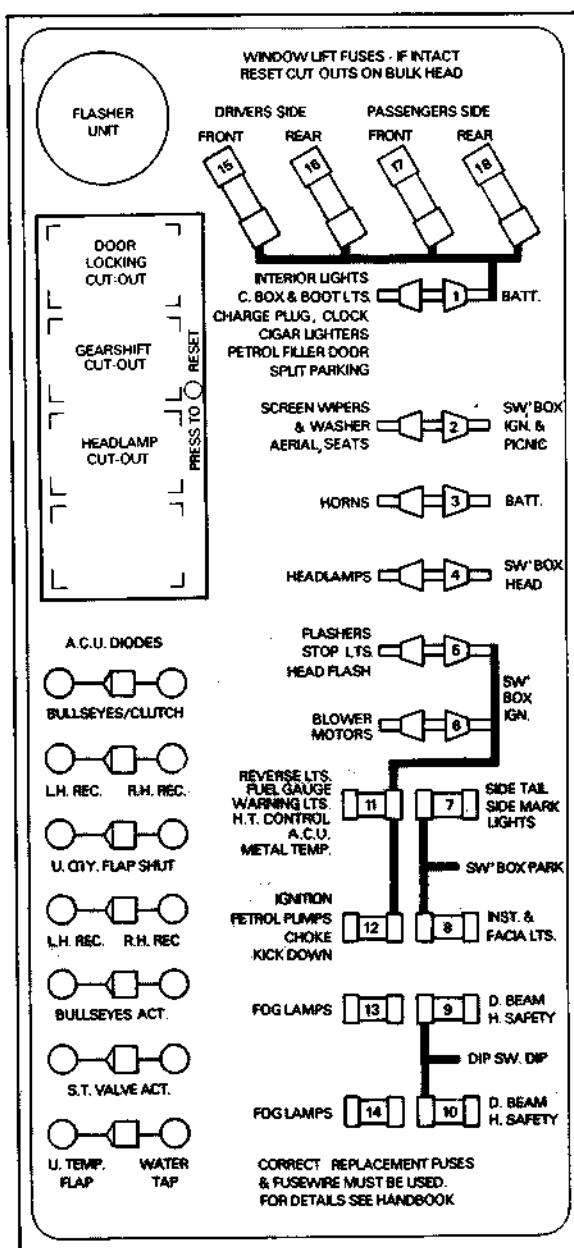 WINDOW LIFT FUSES - IF INTACT
RESET CUT OUTS ON BULK HEAD
FLASHER
UNIT
DRIVERS SIDE
PASSENGERS SIDE
FRONT
REAR
FRONT
REAR
15
16
17
18
DOOR
LOCKING
CUT-OUT
GEARSHIFT
CUT-OUT
HEADLAMP
CUT-OUT
PRESS TO RESET
INTERIOR LIGHTS
C. BOX & BOOT LTS.
CHARGE PLUG, CLOCK
CIGAR LIGHTERS
PETROL FILLER DOOR
SPLIT PARKING
1
BATT.
SCREEN WIPERS
& WASHER
AERIAL, SEATS
2
SW' BOX
IGN. &
PICNIC
HORNS
3
BATT.
HEADLAMPS
4
SW' BOX
HEAD
FLASHERS
STOP LTS.
HEAD FLASH
5
SW'
BOX
IGN.
BLOWER
MOTORS
6
REVERSE LTS.
FUEL GAUGE
WARNING LTS.
H.T. CONTROL
A.C.U.
METAL TEMP.
11
7
SIDE TAIL
SIDE MARK
LIGHTS
SW' BOX PARK
IGNITION
PETROL PUMPS
CHOKE
KICK DOWN
12
8
INST. &
FACIA LTS.
FOG LAMPS
13
9
D. BEAM
H. SAFETY
DIP SW. DIP
FOG LAMPS
14
10
D. BEAM
H. SAFETY
A.C.U. DIODES
BULLSEYES/CLUTCH
L.H. REC. R.H. REC.
U. CTY. FLAP SHUT
L.H. REC. R.H. REC
BULLSEYES ACT.
S.T. VALVE ACT.
U. TEMP.
FLAP
WATER
TAP
CORRECT REPLACEMENT FUSES
& FUSEWIRE MUST BE USED.
FOR DETAILS SEE HANDBOOK